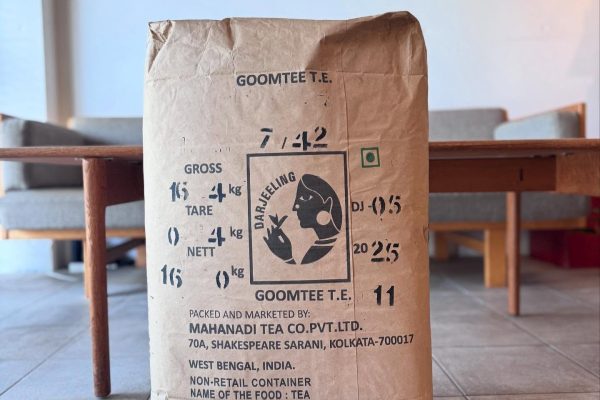 GOOMTEE T.E.
7/42
GROSS
16 4 kg
TARE
0 4 kg
NETT
16 0 kg
DARJEELING
DJ-05
2025
GOOMTEE T.E. 11
PACKED AND MARKETED BY:
MAHANADI TEA CO.PVT.LTD.
70A, SHAKESPEARE SARANI, KOLKATA-700017
WEST BENGAL, INDIA.
NON-RETAIL CONTAINER
NAME OF THE FOOD : TEA